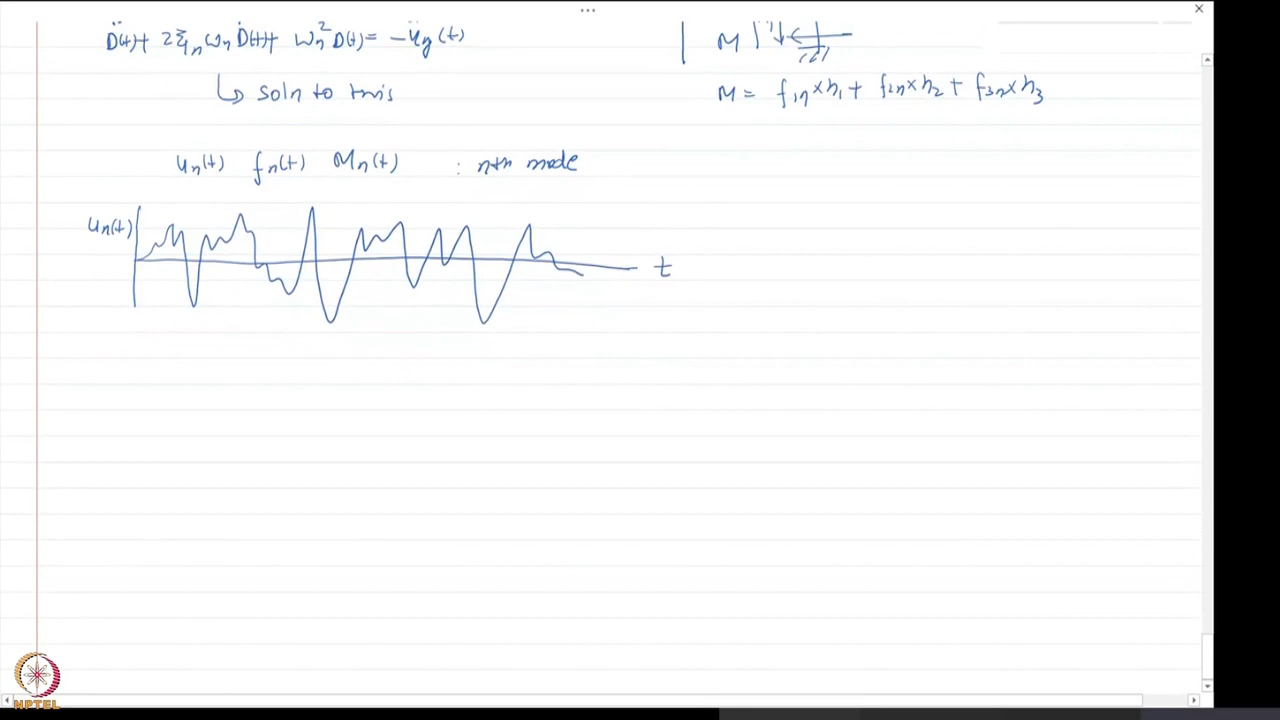 D̈(t) + 2ξₙωₙḊ(t) + ωₙ²D(t) = -üg(t)
↳ soln to this
M
M = f₁ₙ×h₁ + f₂ₙ×h₂ + f₃ₙ×h₃
uₙ(t) fₙ(t) Mₙ(t) : nth mode
uₙ(t)
t
NPTEL